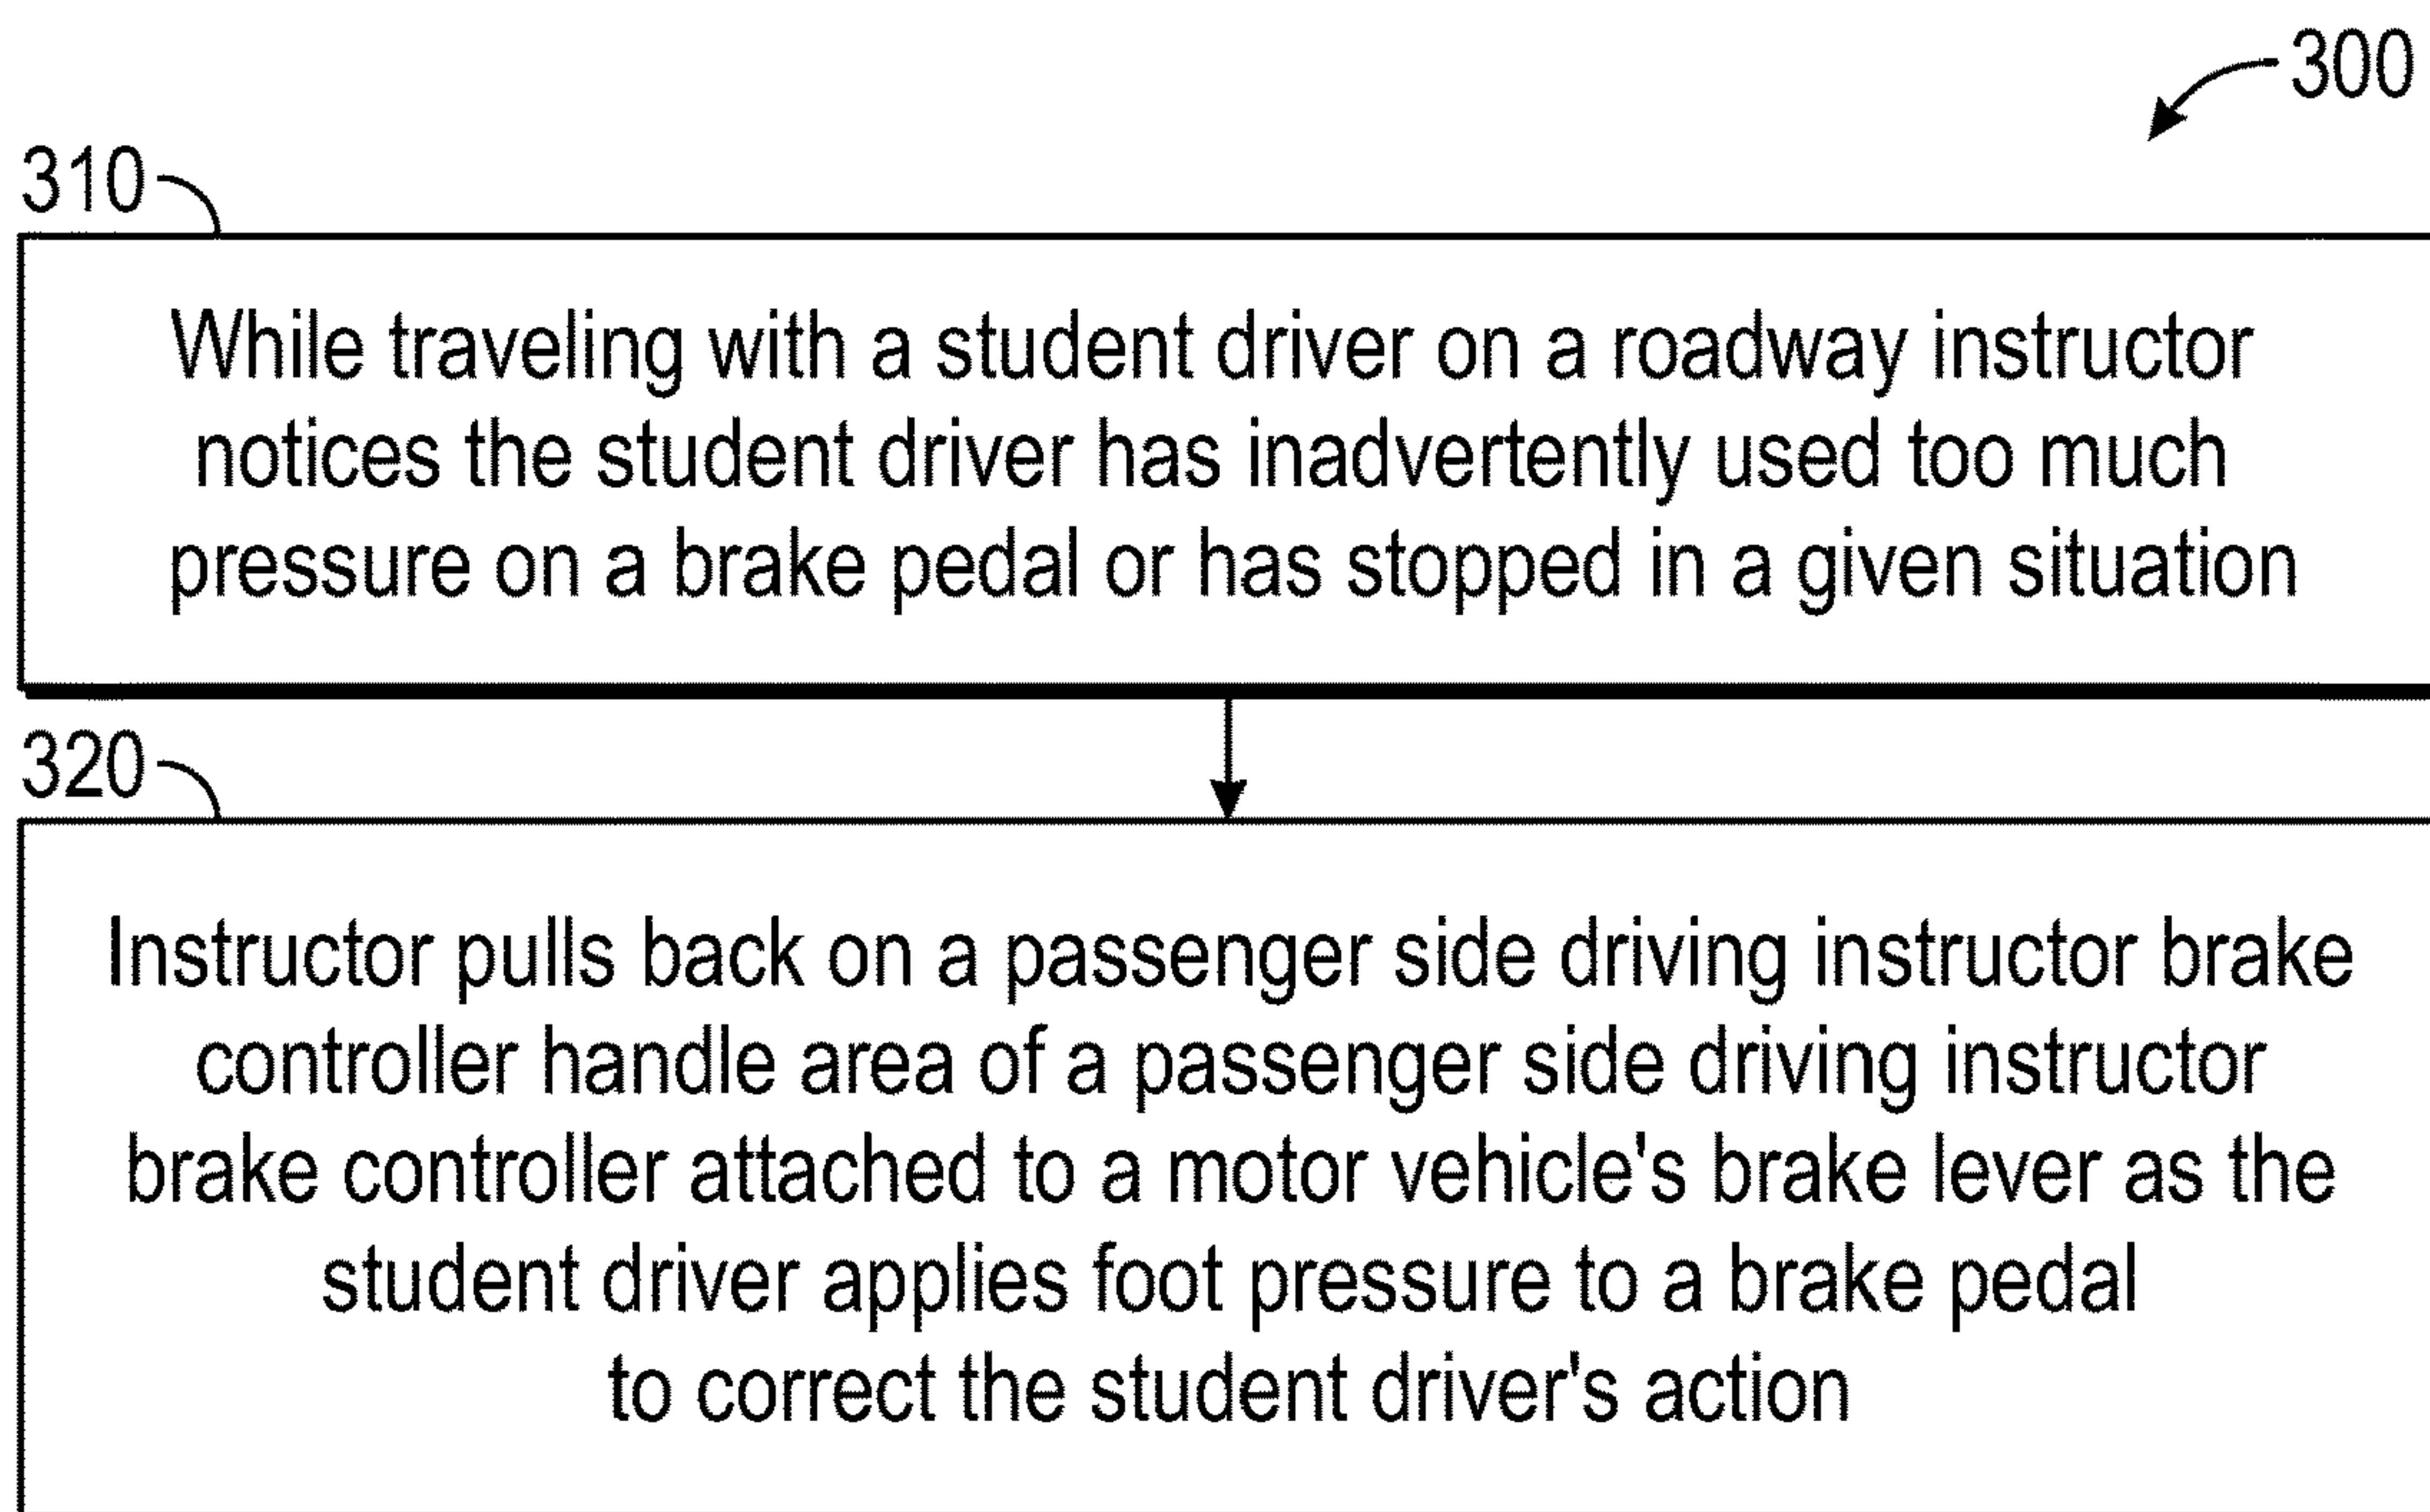 300
310
While traveling with a student driver on a roadway instructor
notices the student driver has inadvertently used too much
pressure on a brake pedal or has stopped in a given situation
320
Instructor pulls back on a passenger side driving instructor brake
controller handle area of a passenger side driving instructor
brake controller attached to a motor vehicle's brake lever as the
student driver applies foot pressure to a brake pedal
to correct the student driver's action